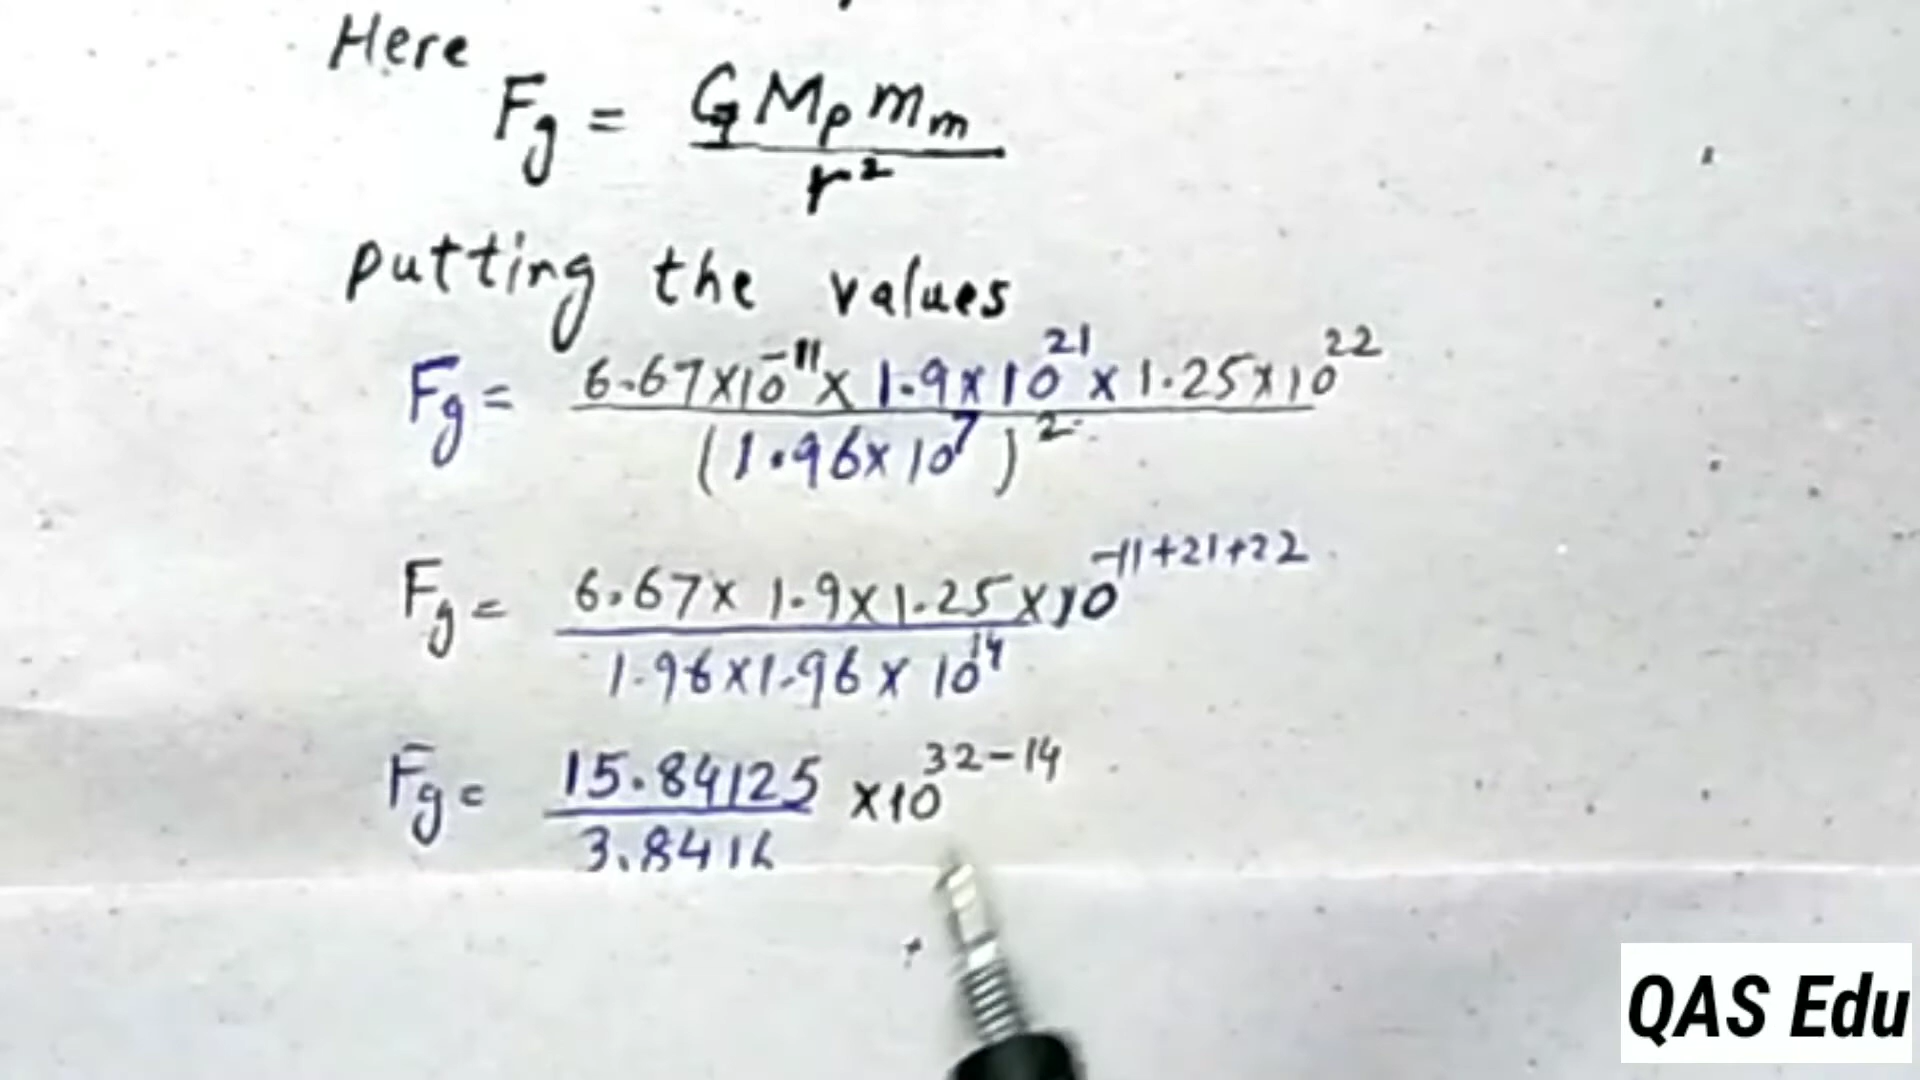 Here
Fg = G Mp mm / r²
putting the values
Fg = 6.67×10⁻¹¹ × 1.9×10²¹ × 1.25×10²² / (1.96×10⁷)²
Fg = 6.67× 1.9×1.25×10⁻¹¹⁺²¹⁺²² / 1.96×1.96×10¹⁴
Fg = 15.84125 / 3.8416 ×10³²⁻¹⁴
QAS Edu